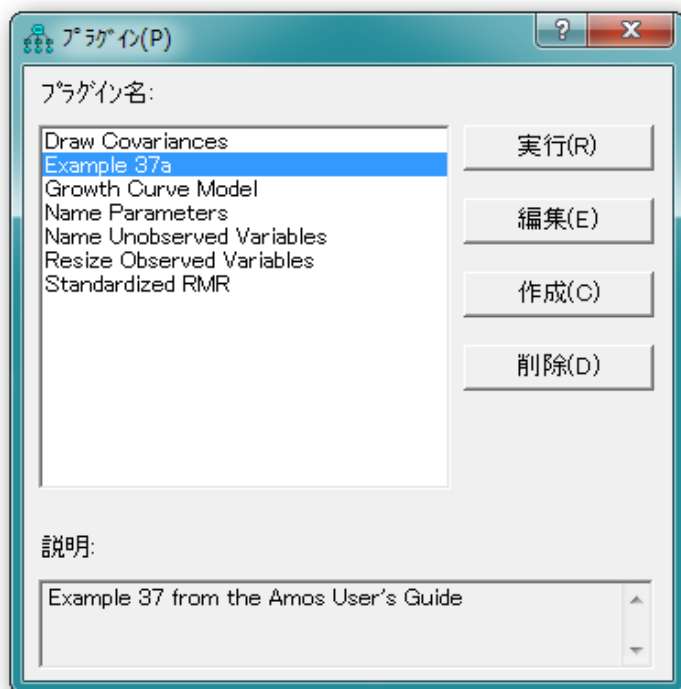 プラグイン(P)
プラグイン名:
Draw Covariances
Example 37a
Growth Curve Model
Name Parameters
Name Unobserved Variables
Resize Observed Variables
Standardized RMR
実行(R)
編集(E)
作成(C)
削除(D)
説明:
Example 37 from the Amos User's Guide